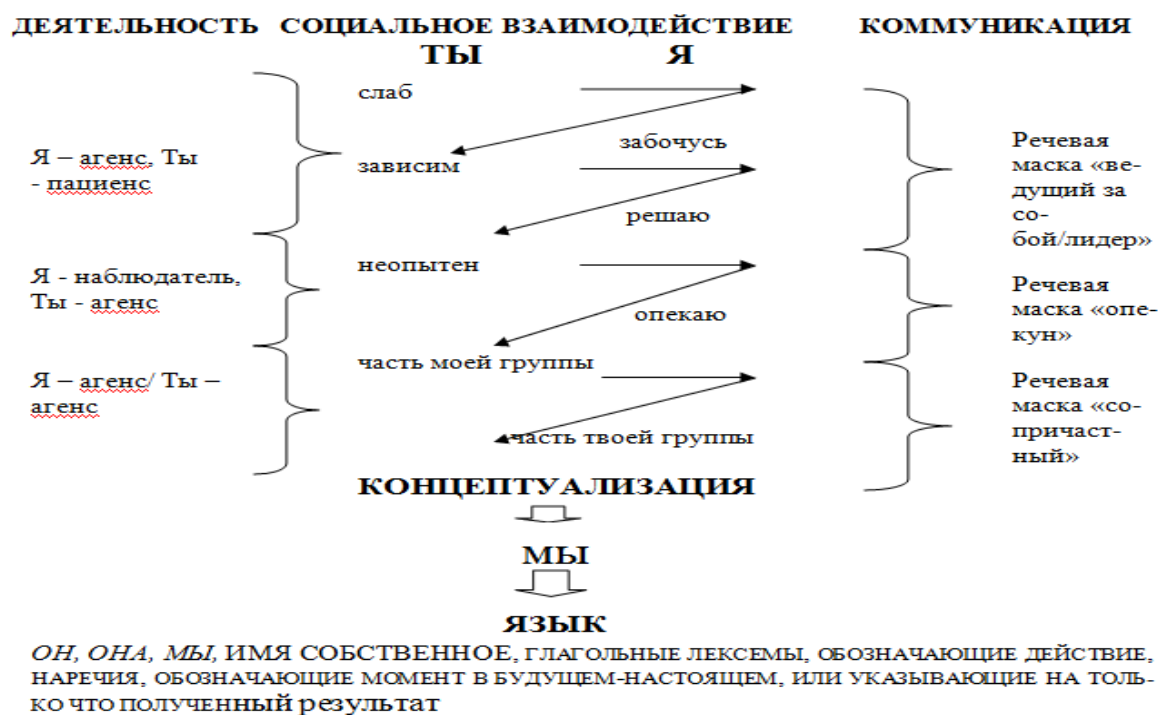 ДЕЯТЕЛЬНОСТЬ СОЦИАЛЬНОЕ ВЗАИМОДЕЙСТВИЕ КОММУНИКАЦИЯ
ТЫ Я
слаб
забочусь
Я – агенс, Ты
- пациенс
зависим
Речевая
маска «ве-
дущий за
со-
бой/лидер»
решаю
неопытен
Я - наблюдатель,
Ты - агенс
опекаю
Речевая
маска «опе-
кун»
часть моей группы
Я – агенс/ Ты –
агенс
Речевая
маска «со-
причаст-
ный»
часть твоей группы
КОНЦЕПТУАЛИЗАЦИЯ
МЫ
ЯЗЫК
ОН, ОНА, МЫ, ИМЯ СОБСТВЕННОЕ, ГЛАГОЛЬНЫЕ ЛЕКСЕМЫ, ОБОЗНАЧАЮЩИЕ ДЕЙСТВИЕ,
НАРЕЧИЯ, ОБОЗНАЧАЮЩИЕ МОМЕНТ В БУДУЩЕМ-НАСТОЯЩЕМ, ИЛИ УКАЗЫВАЮЩИЕ НА ТОЛЬ-
КО ЧТО ПОЛУЧЕнный результат